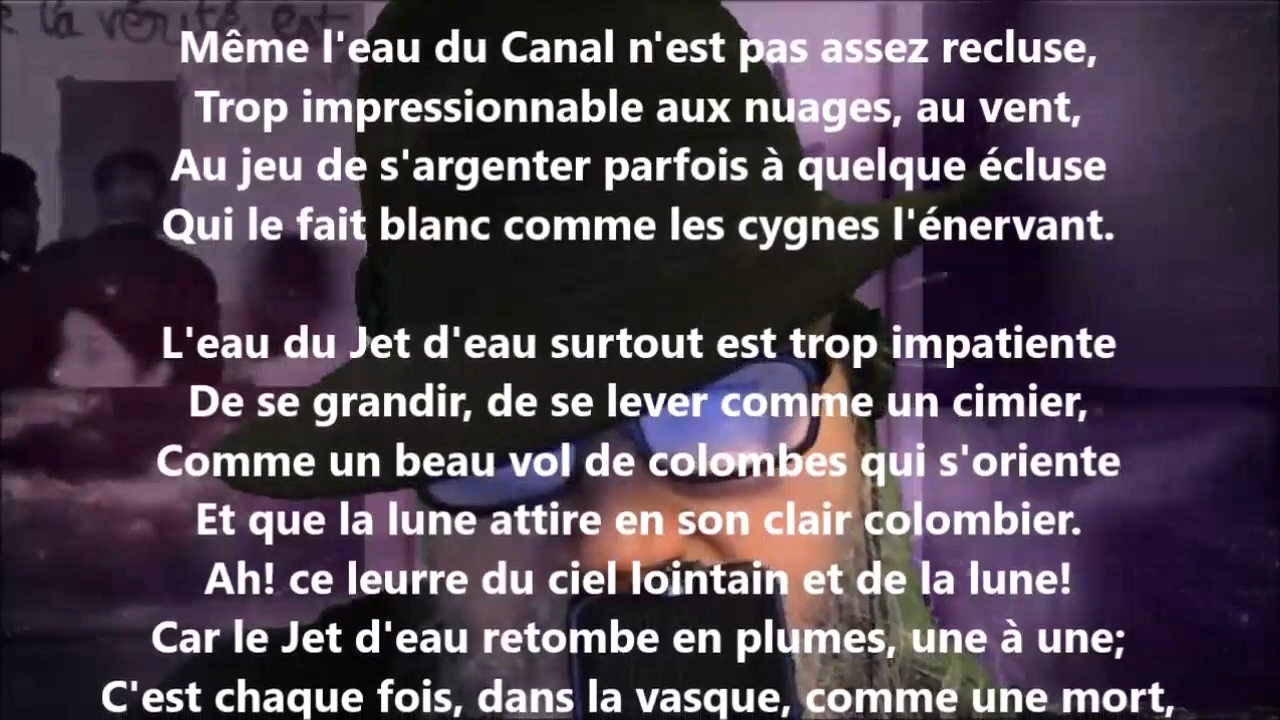 la vérité est
Même l'eau du Canal n'est pas assez recluse,
Trop impressionnable aux nuages, au vent,
Au jeu de s'argenter parfois à quelque écluse
Qui le fait blanc comme les cygnes l'énervant.
L'eau du Jet d'eau surtout est trop impatiente
De se grandir, de se lever comme un cimier,
Comme un beau vol de colombes qui s'oriente
Et que la lune attire en son clair colombier.
Ah! ce leurre du ciel lointain et de la lune!
Car le Jet d'eau retombe en plumes, une à une;
C'est chaque fois, dans la vasque, comme une mort,